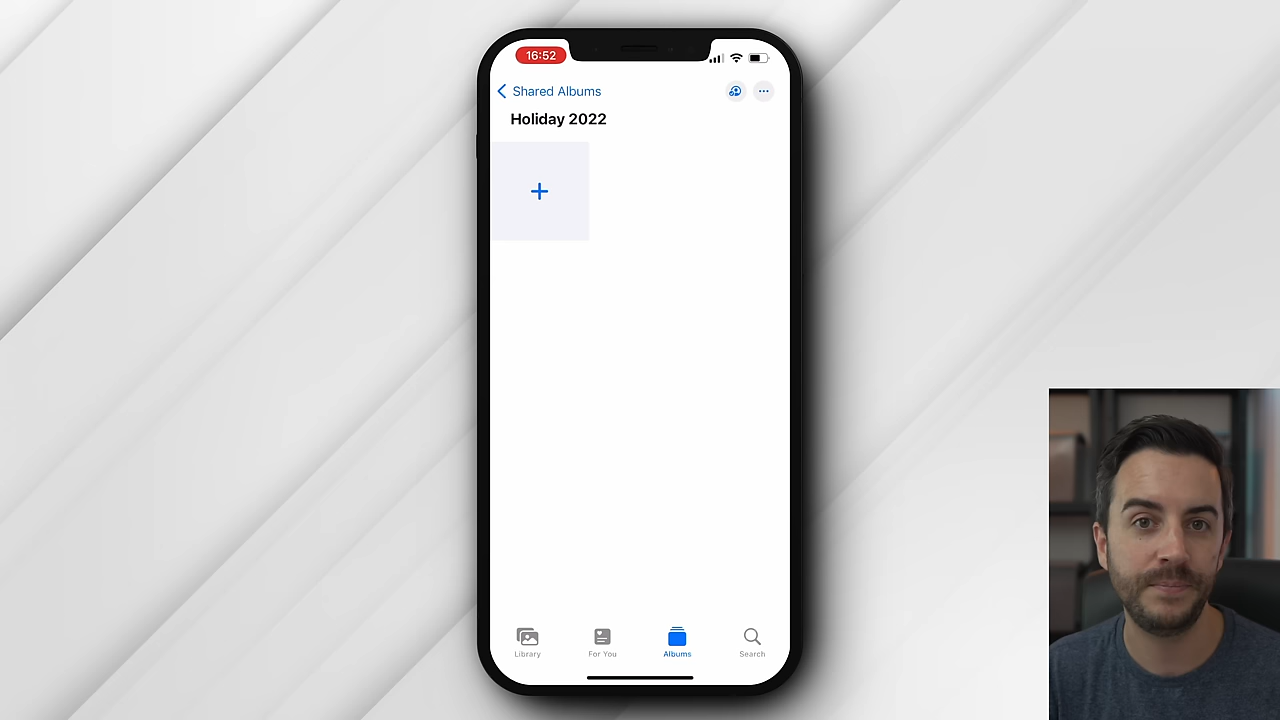 16:52
Shared Albums
Holiday 2022
Library
For You
Albums
Search